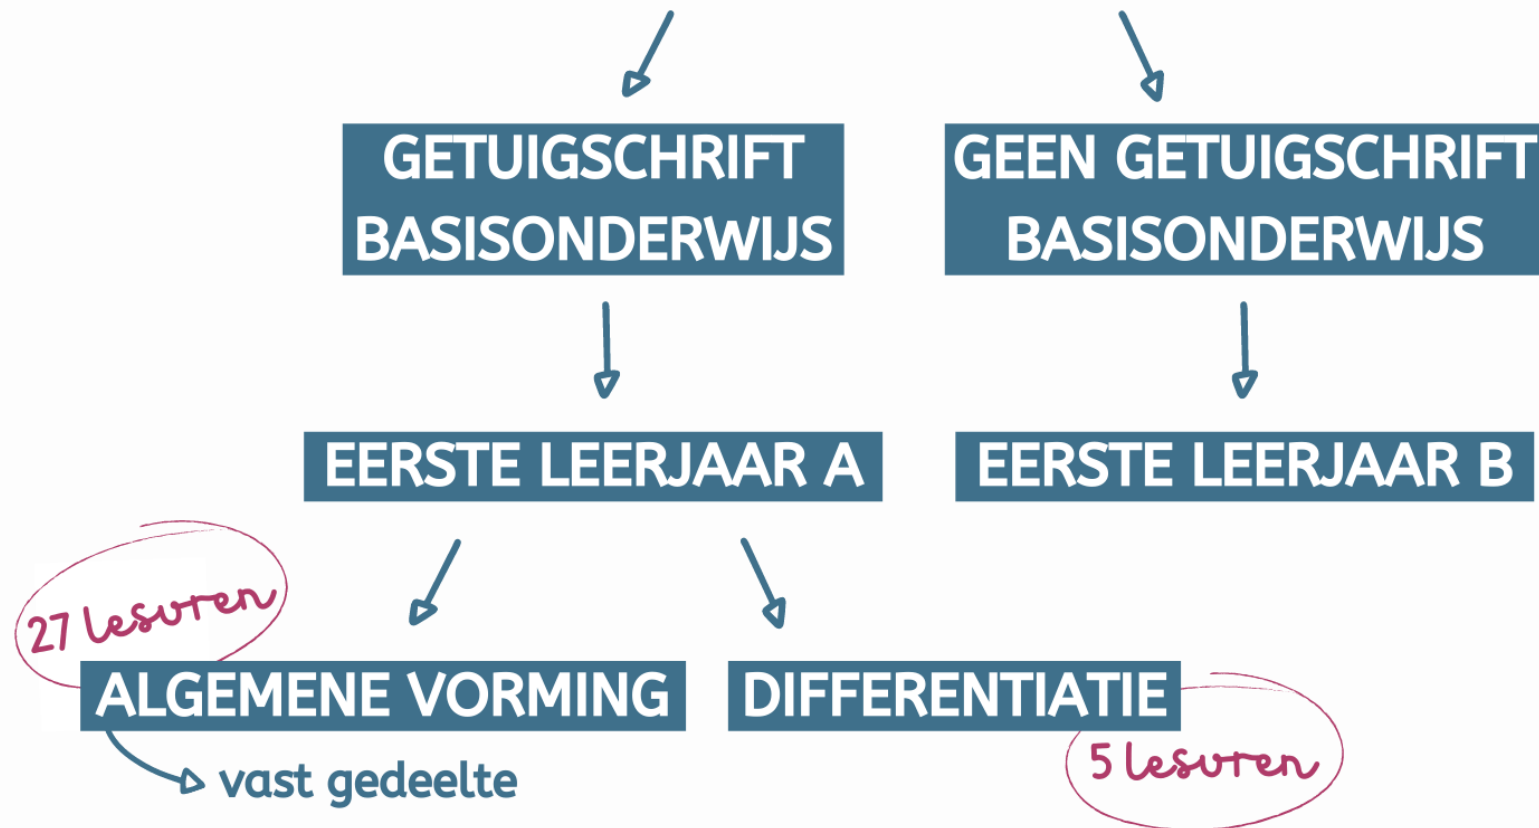 GETUIGSCHRIFT
BASISONDERWIJS
GEEN GETUIGSCHRIFT
BASISONDERWIJS
EERSTE LEERJAAR A
EERSTE LEERJAAR B
27 lesuren
ALGEMENE VORMING
DIFFERENTIATIE
vast gedeelte
5 lesuren